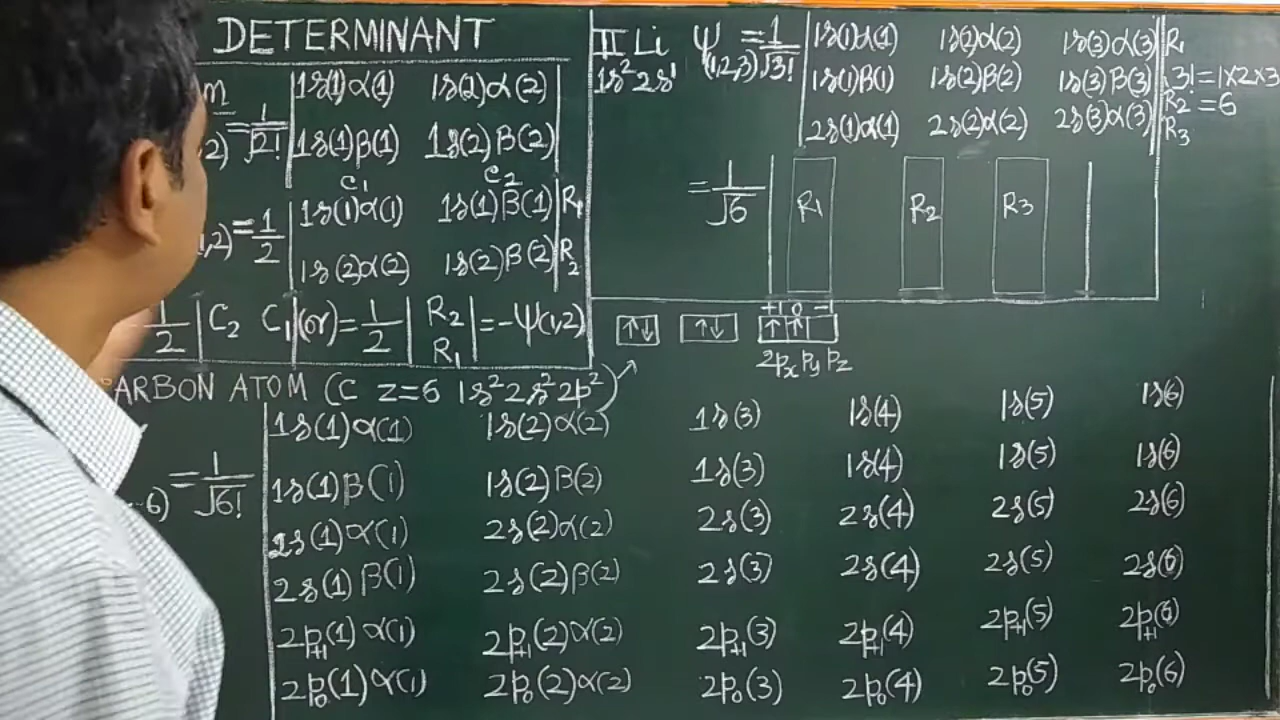 DETERMINANT
m
2) = 1/√2! | 1s(1)α(1) 1s(2)α(2)
1s(1)β(1) 1s(2)β(2)
C₁ C₂
,2) = 1/2 | 1s(1)α(1) 1s(1)β(1) | R₁
1s(2)α(2) 1s(2)β(2) | R₂
1/2 | C₂ C₁ | (or) = 1/2 | R₂ R₁ | = -ψ(1,2)
II Li ψ(1,2,3) = 1/√3! | 1s(1)α(1) 1s(2)α(2) 1s(3)α(3) | R₁
1s²2s¹ 1s(1)β(1) 1s(2)β(2) 1s(3)β(3) | R₂
2s(1)α(1) 2s(2)α(2) 2s(3)α(3) | R₃
3! = 1×2×3
= 6
= 1/√6 | R₁ R₂ R₃ |
+1 0 -1
↑↓ ↑↓ ↑ ↑
2px py pz
ARBON ATOM (C z=6 1s²2s²2p²)
1s(1)α(1) 1s(2)α(2) 1s(3) 1s(4) 1s(5) 1s(6)
--6) = 1/√6! | 1s(1)β(1) 1s(2)β(2) 1s(3) 1s(4) 1s(5) 1s(6)
2s(1)α(1) 2s(2)α(2) 2s(3) 2s(4) 2s(5) 2s(6)
2s(1)β(1) 2s(2)β(2) 2s(3) 2s(4) 2s(5) 2s(6)
2p₊₁(1)α(1) 2p₊₁(2)α(2) 2p₊₁(3) 2p₊₁(4) 2p₊₁(5) 2p₊₁(6)
2p₀(1)α(1) 2p₀(2)α(2) 2p₀(3) 2p₀(4) 2p₀(5) 2p₀(6)